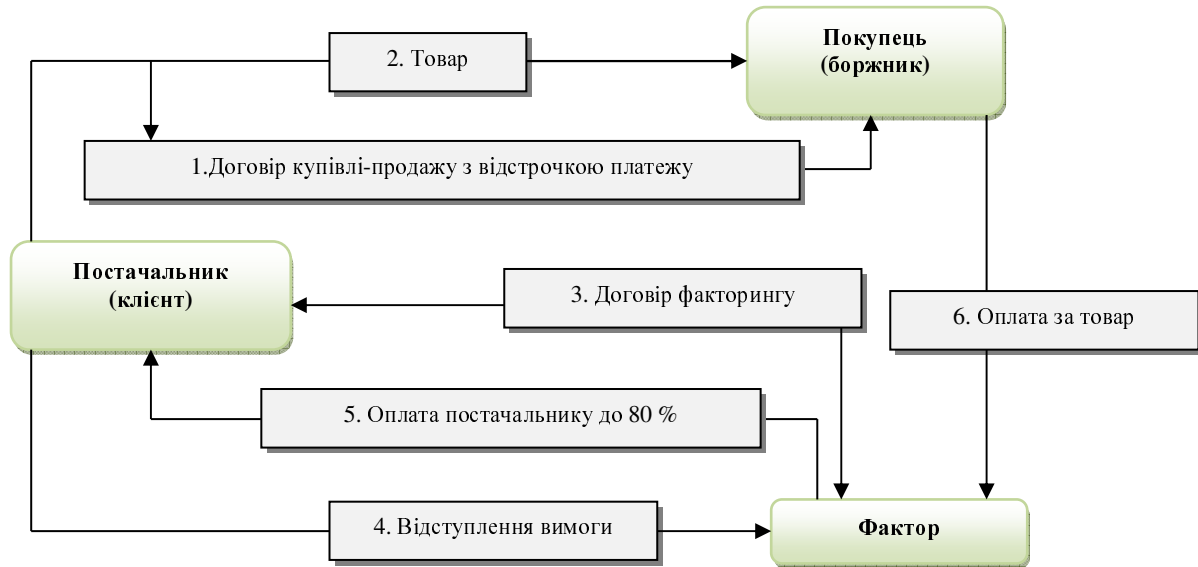 2. Товар
Покупець
(боржник)
1.Договір купівлі-продажу з відстрочкою платежу
Постачальник
(клієнт)
3. Договір факторингу
6. Оплата за товар
5. Оплата постачальнику до 80 %
4. Відступлення вимоги
Фактор